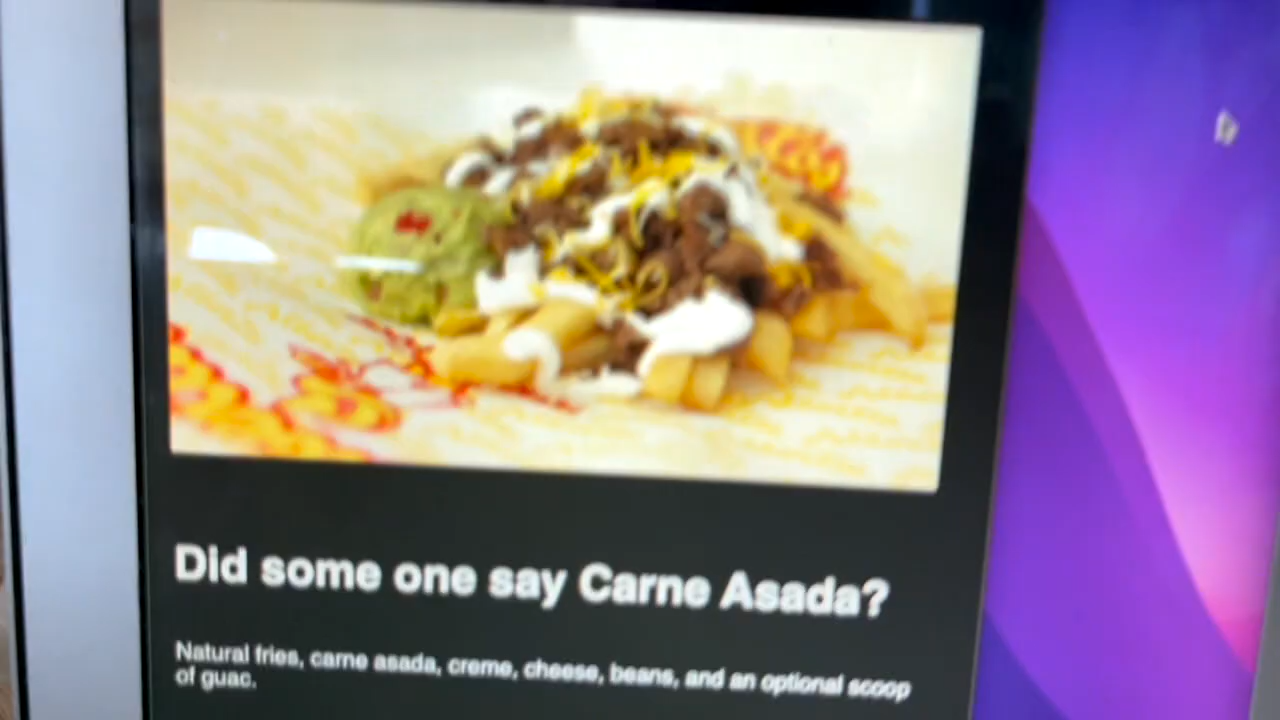 Did some one say Carne Asada?
Natural fries, carne asada, creme, cheese, beans, and an optional scoop
of guac.